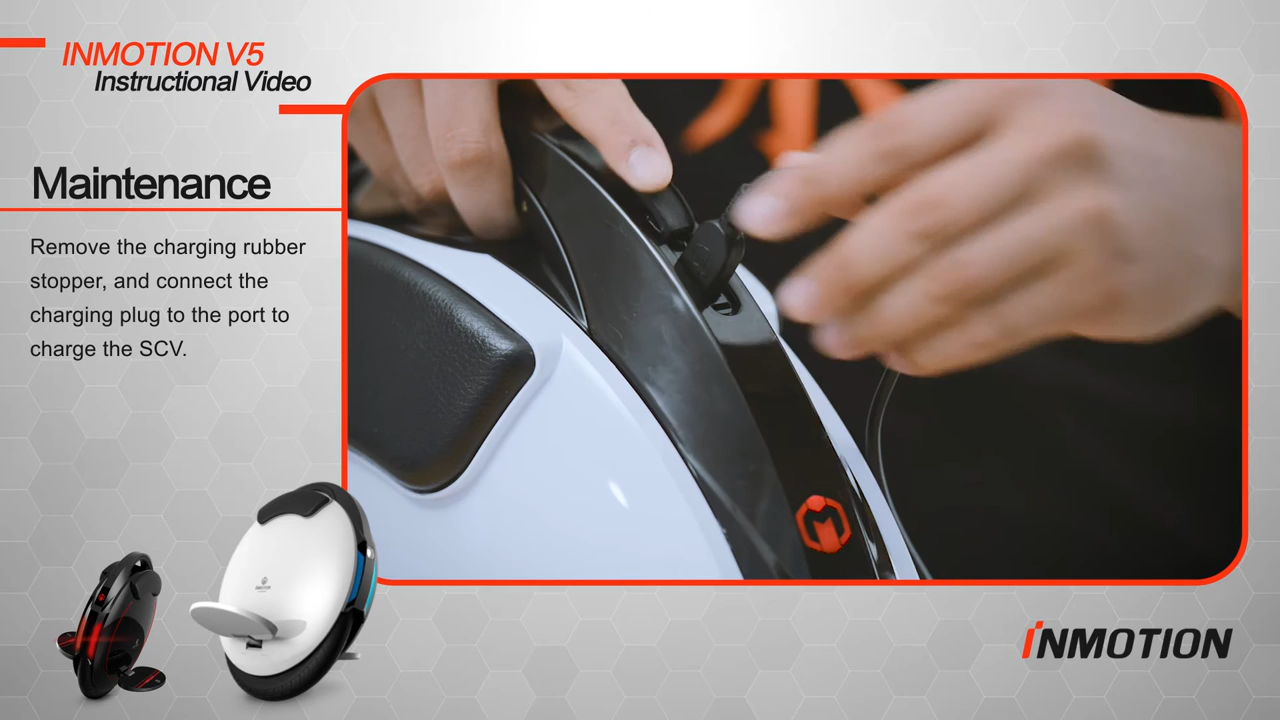 INMOTION V5
Instructional Video
Maintenance
Remove the charging rubber
stopper, and connect the
charging plug to the port to
charge the SCV.
INMOTION
INMOTION